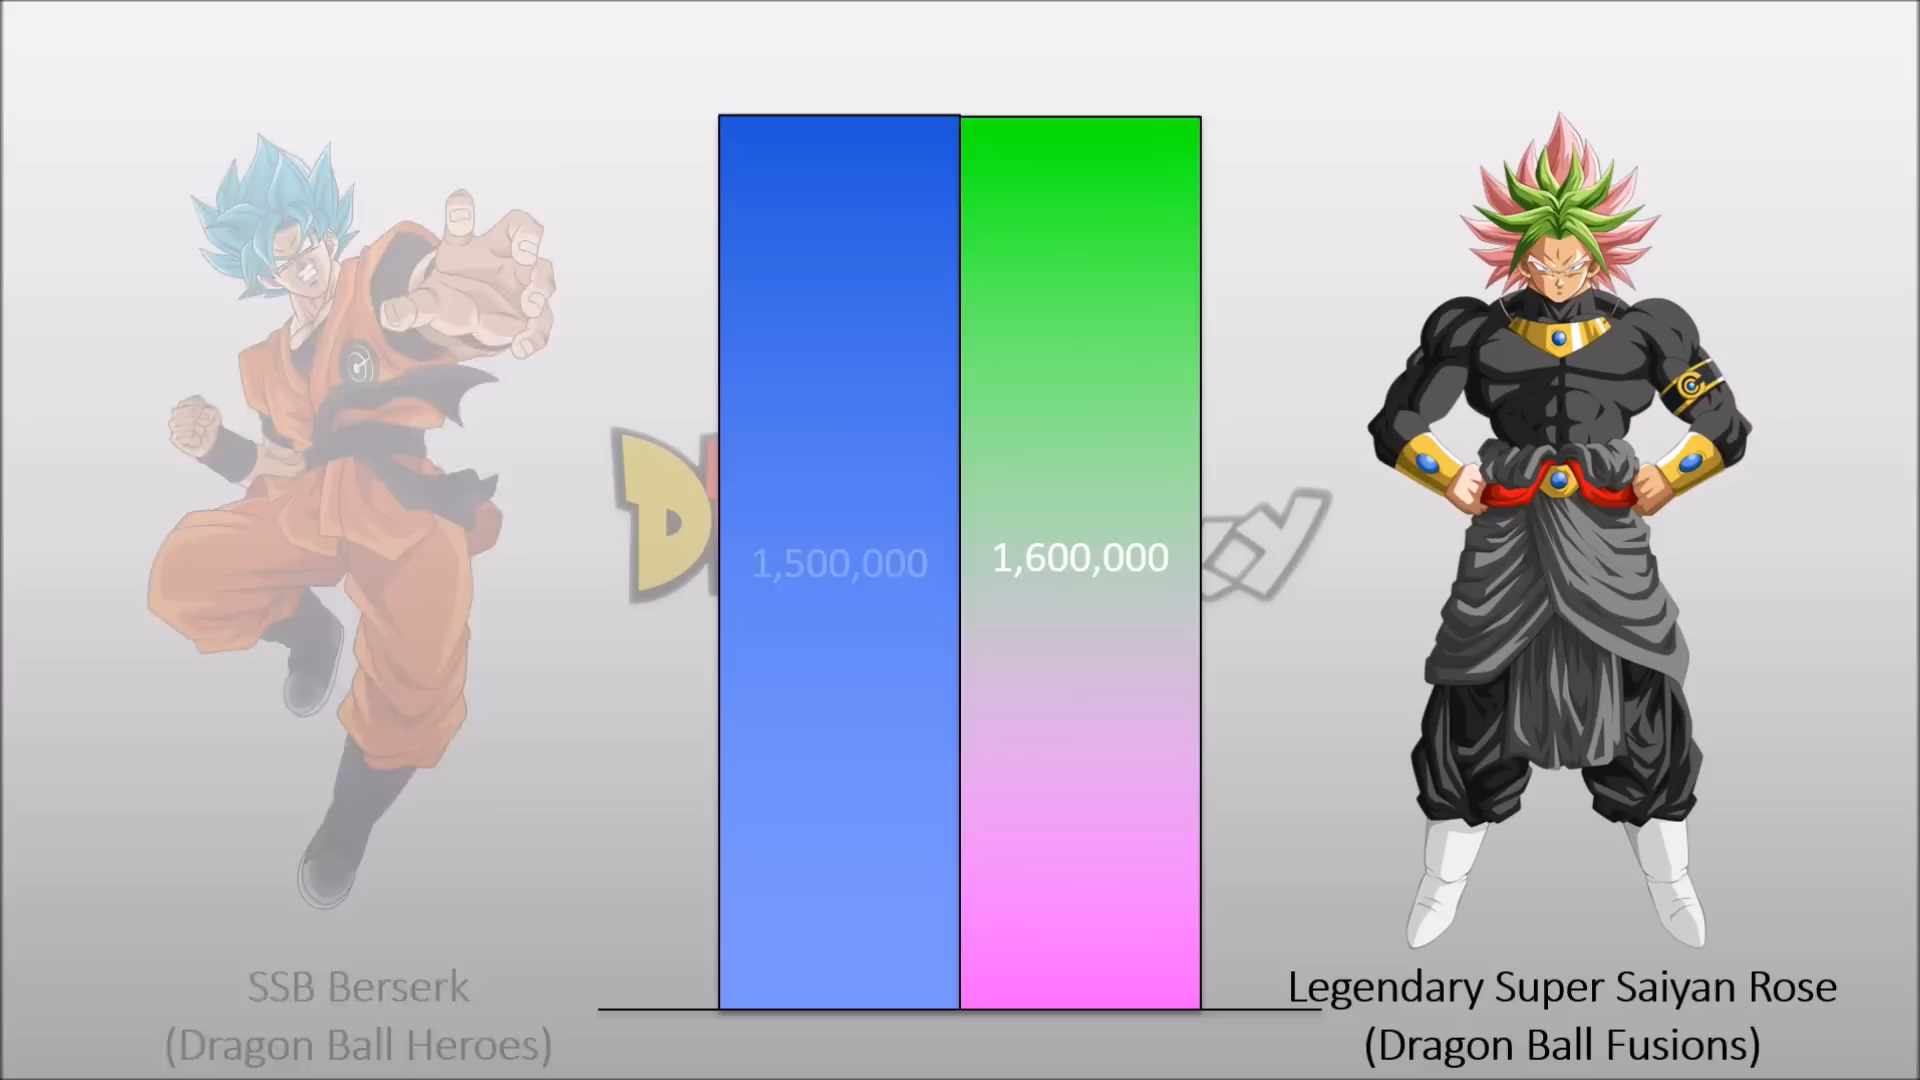 1,500,000
1,600,000
SSB Berserk
(Dragon Ball Heroes)
Legendary Super Saiyan Rose
(Dragon Ball Fusions)